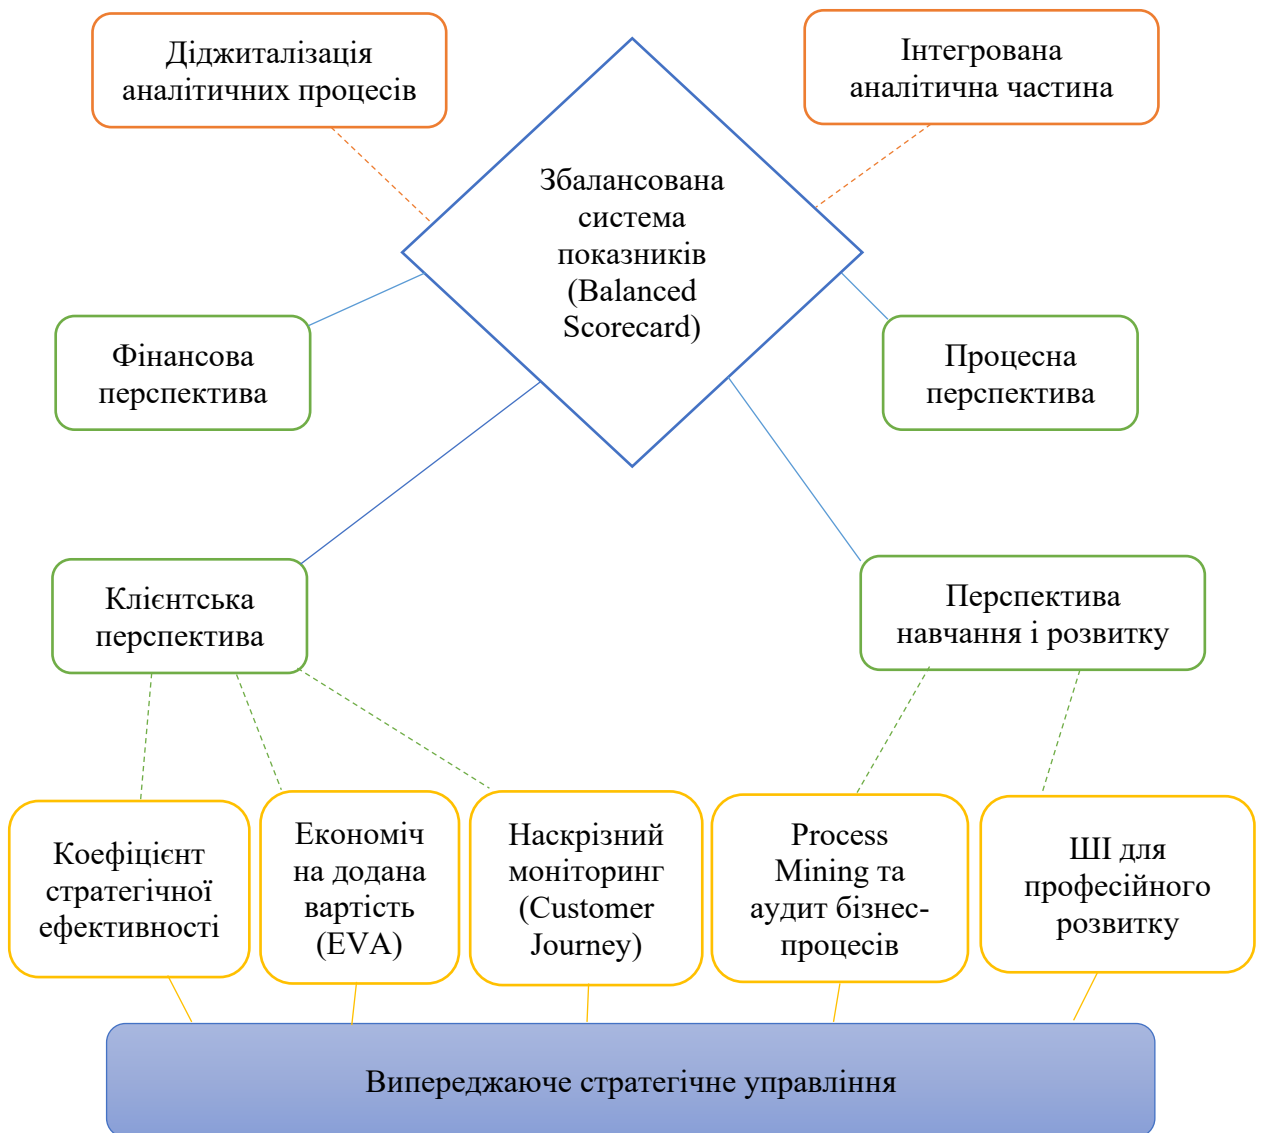 Діджиталізація
аналітичних процесів
Інтегрована
аналітична частина
Збалансована
система
показників
(Balanced
Scorecard)
Фінансова
перспектива
Процесна
перспектива
Клієнтська
перспектива
Перспектива
навчання і розвитку
Коефіцієнт
стратегічної
ефективності
Економіч
на додана
вартість
(EVA)
Наскрізний
моніторинг
(Customer
Journey)
Process
Mining та
аудит бізнес-
процесів
ШІ для
професійного
розвитку
Випереджаюче стратегічне управління